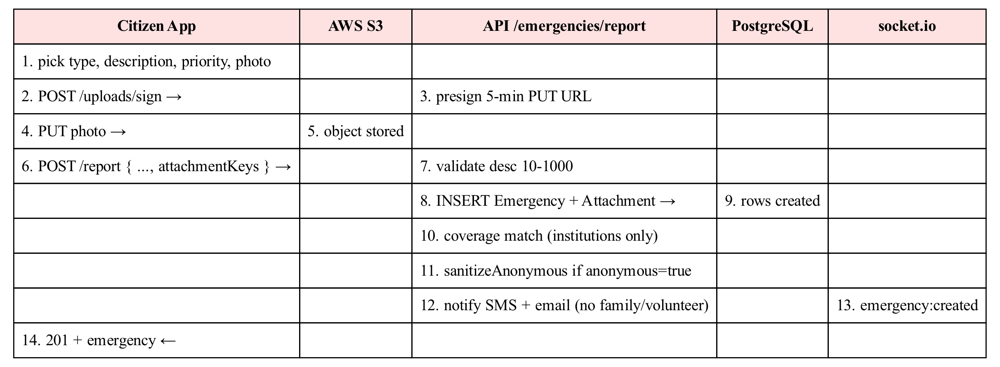 Citizen App
AWS S3
API /emergencies/report
PostgreSQL
socket.io
1. pick type, description, priority, photo
2. POST /uploads/sign →
3. presign 5-min PUT URL
4. PUT photo →
5. object stored
6. POST /report { ..., attachmentKeys } →
7. validate desc 10-1000
8. INSERT Emergency + Attachment →
9. rows created
10. coverage match (institutions only)
11. sanitizeAnonymous if anonymous=true
12. notify SMS + email (no family/volunteer)
13. emergency:created
14. 201 + emergency ←